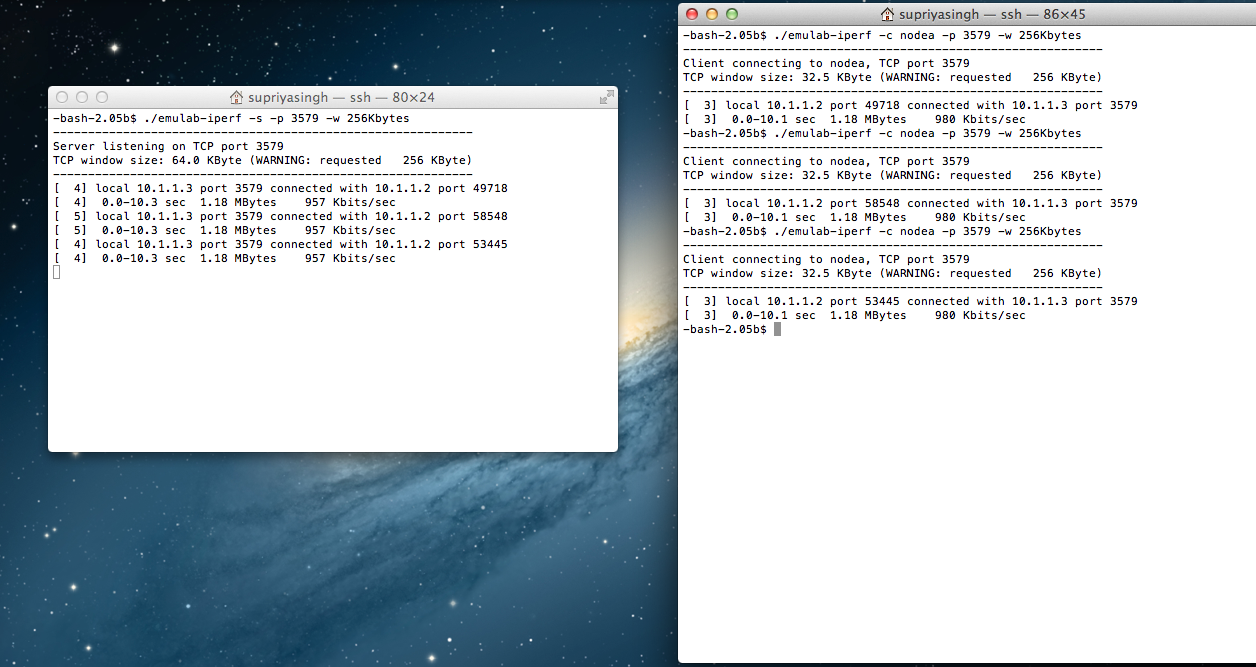 supriyasingh — ssh — 80×24
-bash-2.05b$ ./emulab-iperf -s -p 3579 -w 256Kbytes
------------------------------------------------------------
Server listening on TCP port 3579
TCP window size: 64.0 KByte (WARNING: requested   256 KByte)
------------------------------------------------------------
[  4] local 10.1.1.3 port 3579 connected with 10.1.1.2 port 49718
[  4]  0.0-10.3 sec  1.18 MBytes    957 Kbits/sec
[  5] local 10.1.1.3 port 3579 connected with 10.1.1.2 port 58548
[  5]  0.0-10.3 sec  1.18 MBytes    957 Kbits/sec
[  4] local 10.1.1.3 port 3579 connected with 10.1.1.2 port 53445
[  4]  0.0-10.3 sec  1.18 MBytes    957 Kbits/sec
supriyasingh — ssh — 86×45
-bash-2.05b$ ./emulab-iperf -c nodea -p 3579 -w 256Kbytes
------------------------------------------------------------
Client connecting to nodea, TCP port 3579
TCP window size: 32.5 KByte (WARNING: requested   256 KByte)
------------------------------------------------------------
[  3] local 10.1.1.2 port 49718 connected with 10.1.1.3 port 3579
[  3]  0.0-10.1 sec  1.18 MBytes    980 Kbits/sec
-bash-2.05b$ ./emulab-iperf -c nodea -p 3579 -w 256Kbytes
------------------------------------------------------------
Client connecting to nodea, TCP port 3579
TCP window size: 32.5 KByte (WARNING: requested   256 KByte)
------------------------------------------------------------
[  3] local 10.1.1.2 port 58548 connected with 10.1.1.3 port 3579
[  3]  0.0-10.1 sec  1.18 MBytes    980 Kbits/sec
-bash-2.05b$ ./emulab-iperf -c nodea -p 3579 -w 256Kbytes
------------------------------------------------------------
Client connecting to nodea, TCP port 3579
TCP window size: 32.5 KByte (WARNING: requested   256 KByte)
------------------------------------------------------------
[  3] local 10.1.1.2 port 53445 connected with 10.1.1.3 port 3579
[  3]  0.0-10.1 sec  1.18 MBytes    980 Kbits/sec
-bash-2.05b$